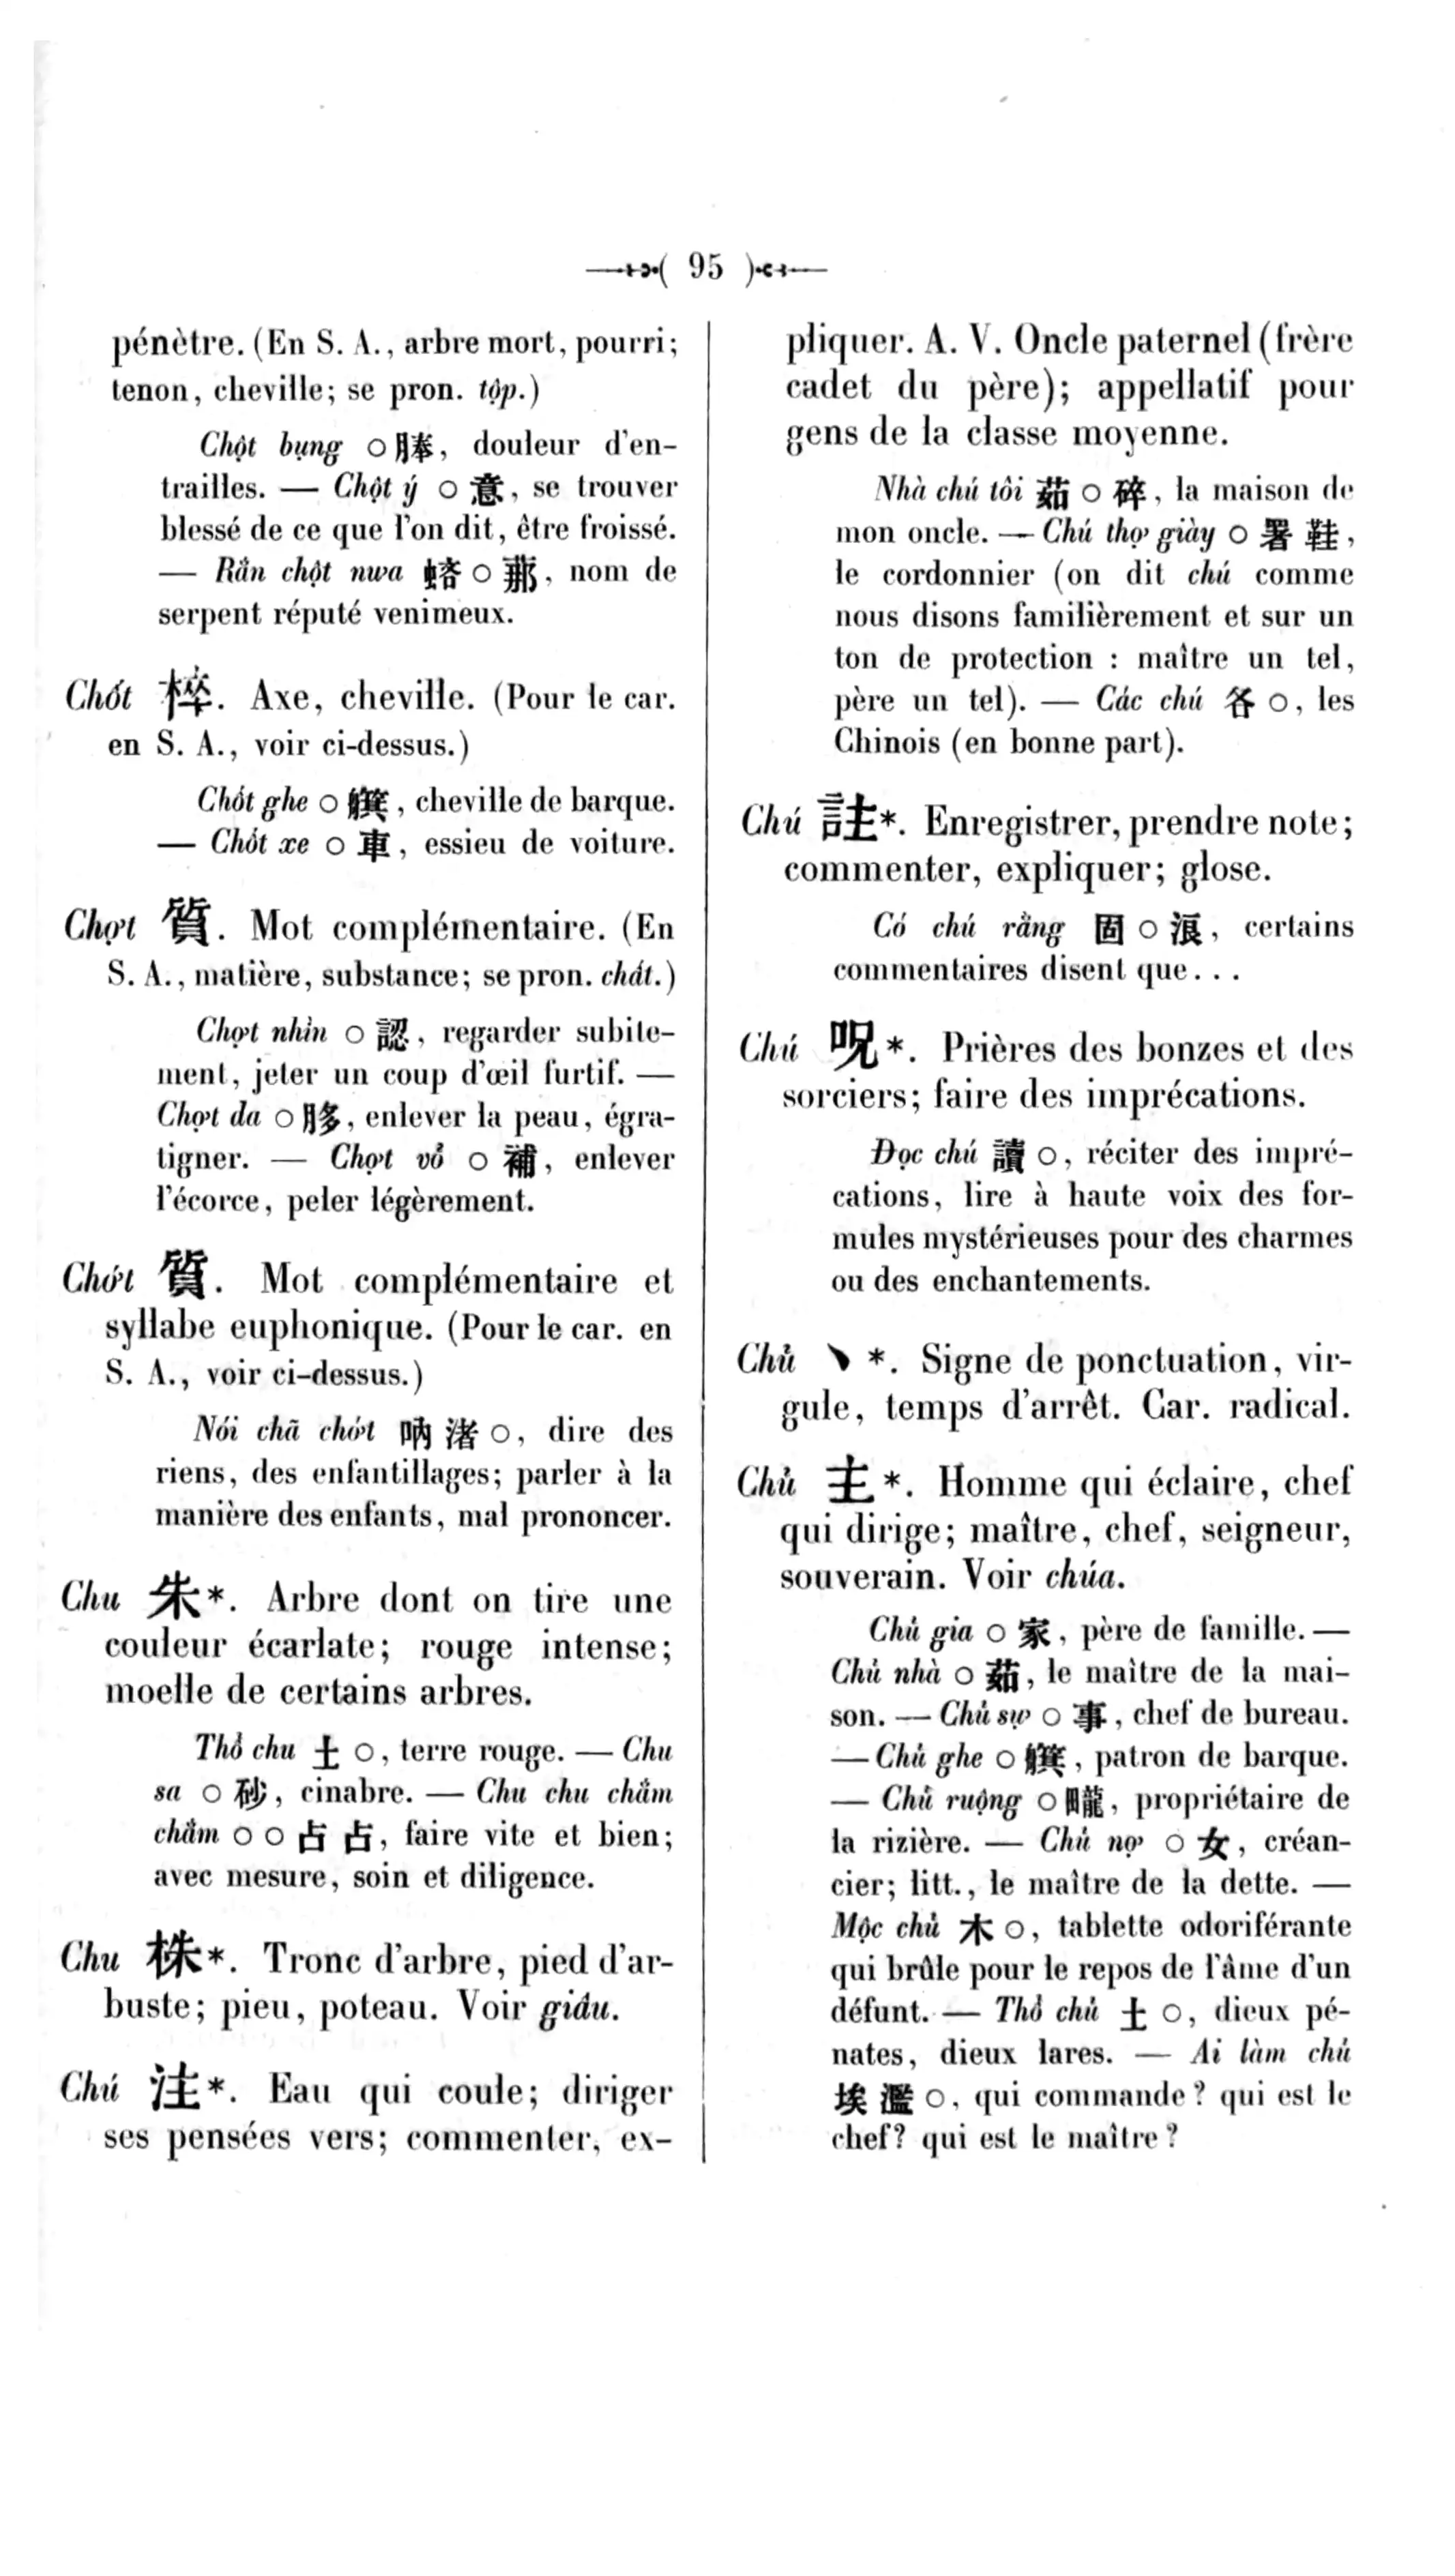 ( 95 )
pénètre. (En S. A., arbre mort, pourri;
tenon, cheville; se pron. tộp.)
Chột bụng ○ 𦝂, douleur d'en-
trailles. — Chột ý ○ 意, se trouver
blessé de ce que l'on dit, être froissé.
— Rắn chột nưa ○, nom de
serpent réputé venimeux.
Chốt 椊. Axe, cheville. (Pour le car.
en S. A., voir ci-dessus.)
Chốt ghe ○, cheville de barque.
— Chốt xe ○ 車, essieu de voiture.
Chợt 質. Mot complémentaire. (En
S. A., matière, substance; se pron. chất.)
Chợt nhìn ○ 認, regarder subite-
ment, jeter un coup d'œil furtif. —
Chợt da ○, enlever la peau, égra-
tigner. — Chợt vỏ ○ 補, enlever
l'écorce, peler légèrement.
Chớt 質. Mot complémentaire et
syllabe euphonique. (Pour le car. en
S. A., voir ci-dessus.)
Nói chã chớt 吶 渚 ○, dire des
riens, des enfantillages; parler à la
manière des enfants, mal prononcer.
Chu 朱*. Arbre dont on tire une
couleur écarlate; rouge intense;
moelle de certains arbres.
Thổ chu 土 ○, terre rouge. — Chu
sa ○ 砂, cinabre. — Chu chu chắm
chắm ○ ○ 占 占, faire vite et bien;
avec mesure, soin et diligence.
Chu 株*. Tronc d'arbre, pied d'ar-
buste; pieu, poteau. Voir giâu.
Chú 注*. Eau qui coule; diriger
ses pensées vers; commenter, ex-
pliquer. A. V. Oncle paternel (frère
cadet du père); appellatif pour
gens de la classe moyenne.
Nhà chú tôi 茹 ○ 碎, la maison de
mon oncle. — Chú thợ giày ○ 署 鞋,
le cordonnier (on dit chú comme
nous disons familièrement et sur un
ton de protection : maître un tel,
père un tel). — Các chú 各 ○, les
Chinois (en bonne part).
Chú 註*. Enregistrer, prendre note;
commenter, expliquer; glose.
Có chú rằng 固 ○ 浪, certains
commentaires disent que...
Chú 呪*. Prières des bonzes et des
sorciers; faire des imprécations.
Đọc chú 讀 ○, réciter des impré-
cations, lire à haute voix des for-
mules mystérieuses pour des charmes
ou des enchantements.
Chủ 丶*. Signe de ponctuation, vir-
gule, temps d'arrêt. Car. radical.
Chủ 主*. Homme qui éclaire, chef
qui dirige; maître, chef, seigneur,
souverain. Voir chúa.
Chủ gia ○ 家, père de famille. —
Chủ nhà ○ 茹, le maître de la mai-
son. — Chủ sự ○ 事, chef de bureau.
— Chủ ghe ○, patron de barque.
— Chủ ruộng ○ 𤲌, propriétaire de
la rizière. — Chủ nợ ○ 女, créan-
cier; litt., le maître de la dette. —
Mộc chủ 木 ○, tablette odoriférante
qui brûle pour le repos de l'âme d'un
défunt. — Thổ chủ 土 ○, dieux pé-
nates, dieux lares. — Ai làm chủ
埃 濫 ○, qui commande? qui est le
chef? qui est le maître?